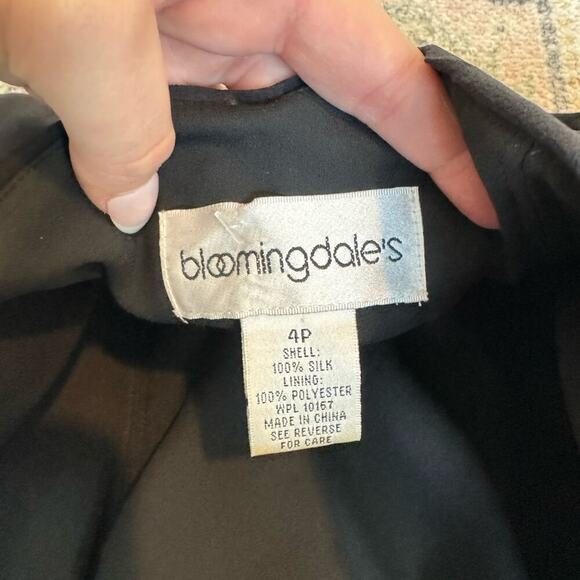 bloomingdale's
4P
SHELL:
100% SILK
LINING:
100% POLYESTER
WPL 10167
MADE IN CHINA
SEE REVERSE
FOR CARE